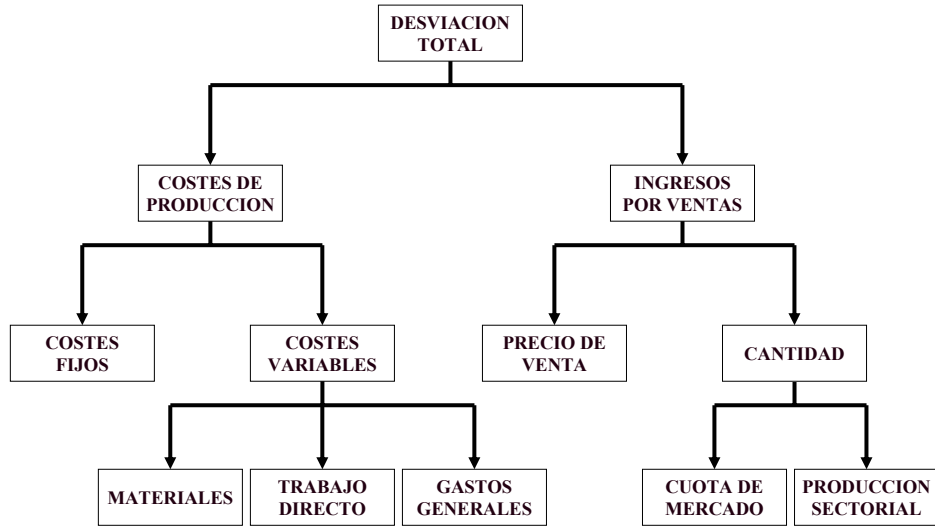 DESVIACION
TOTAL
COSTES DE
PRODUCCION
INGRESOS
POR VENTAS
COSTES
FIJOS
COSTES
VARIABLES
PRECIO DE
VENTA
CANTIDAD
MATERIALES
TRABAJO
DIRECTO
GASTOS
GENERALES
CUOTA DE
MERCADO
PRODUCCION
SECTORIAL